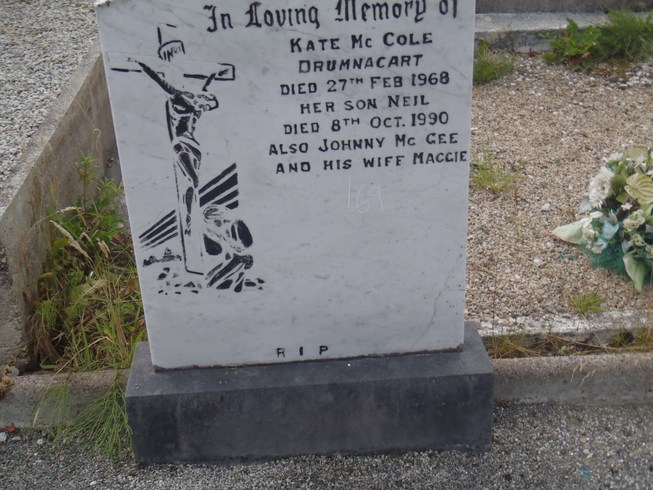 In Loving Memory of
INRI
KATE MC COLE
DRUMNACART
DIED 27TH FEB 1968
HER SON NEIL
DIED 8TH OCT. 1990
ALSO JOHNNY MC GEE
AND HIS WIFE MAGGIE
R I P